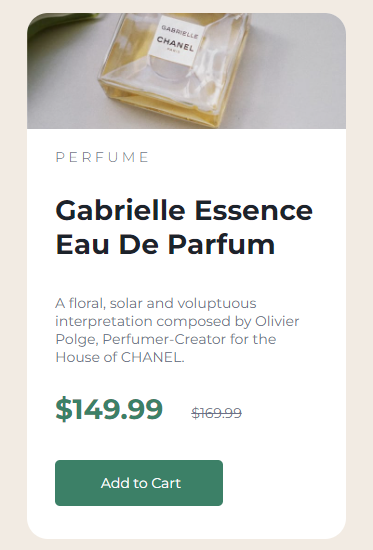 GABRIELLE
CHANEL
PARIS
PERFUME
Gabrielle Essence
Eau De Parfum
A floral, solar and voluptuous
interpretation composed by Olivier
Polge, Perfumer-Creator for the
House of CHANEL.
$149.99 $169.99
Add to Cart